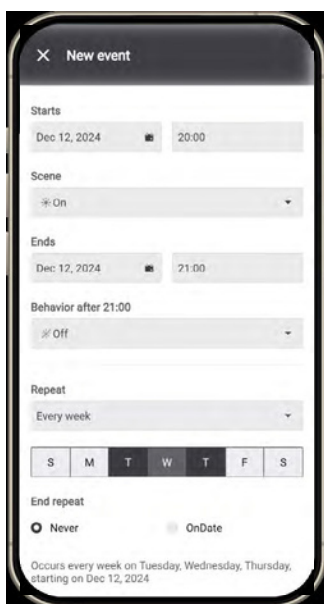 New event
Starts
Dec 12, 2024 20:00
Scene
On
Ends
Dec 12, 2024 21:00
Behavior after 21:00
Off
Repeat
Every week
S M T W T F S
End repeat
Never OnDate
Occurs every week on Tuesday, Wednesday, Thursday,
starting on Dec 12, 2024